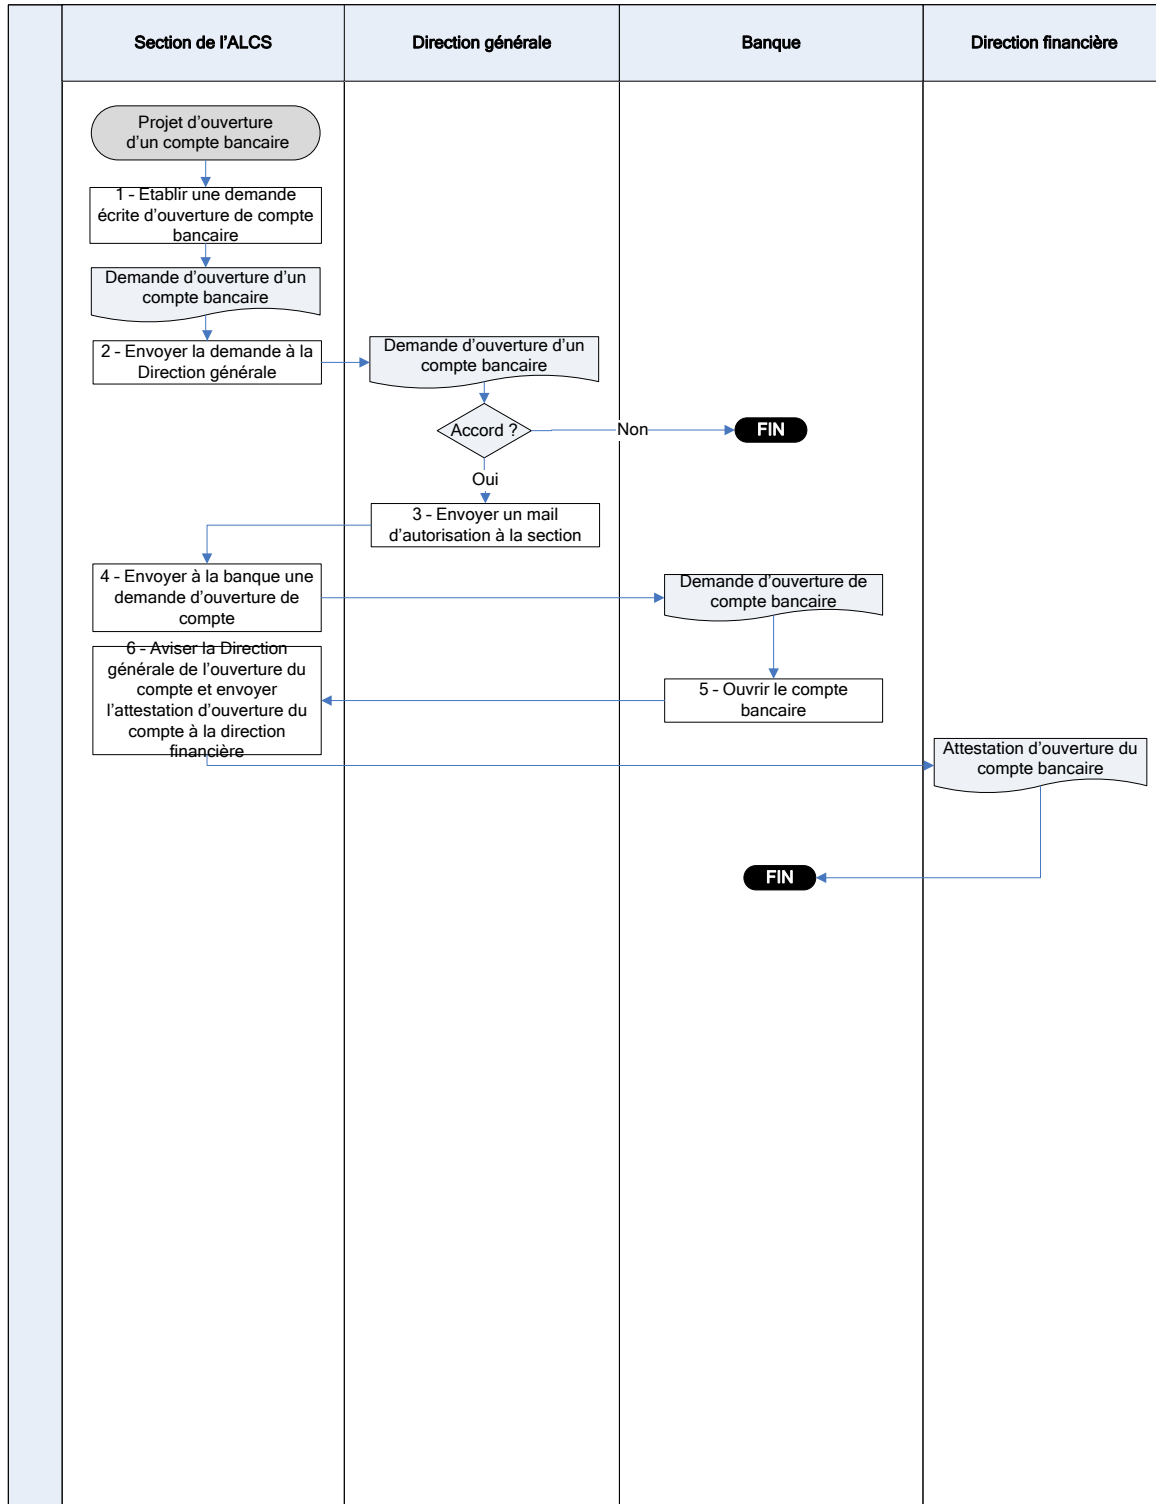 Section de l'ALCS
Direction générale
Banque
Direction financière
Projet d'ouverture
d'un compte bancaire
1 - Etablir une demande
écrite d'ouverture de compte
bancaire
Demande d'ouverture d'un
compte bancaire
2 - Envoyer la demande à la
Direction générale
Demande d'ouverture d'un
compte bancaire
Accord ?
Non
FIN
Oui
3 - Envoyer un mail
d'autorisation à la section
4 - Envoyer à la banque une
demande d'ouverture de
compte
Demande d'ouverture de
compte bancaire
5 - Ouvrir le compte
bancaire
6 - Aviser la Direction
générale de l'ouverture du
compte et envoyer
l'attestation d'ouverture du
compte à la direction
financière
Attestation d'ouverture du
compte bancaire
FIN